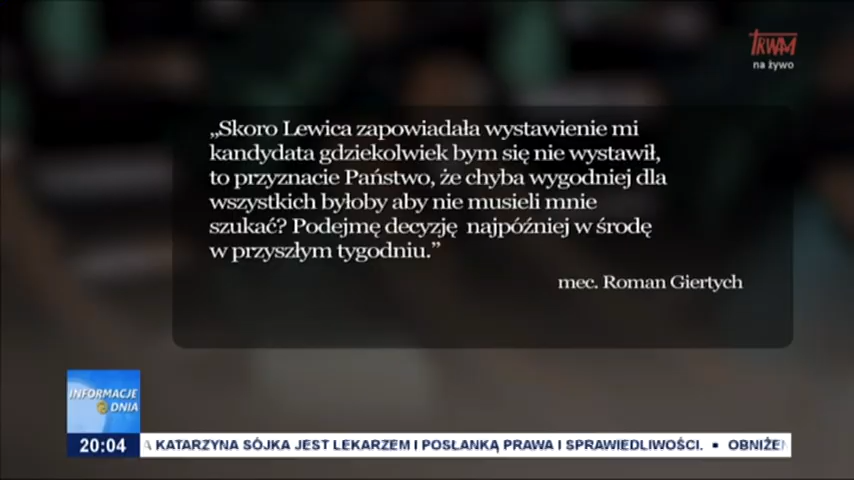 TRWAM
na żywo
„Skoro Lewica zapowiadała wystawienie mi
kandydata gdziekolwiek bym się nie wystawił,
to przyznacie Państwo, że chyba wygodniej dla
wszystkich byłoby aby nie musieli mnie
szukać? Podejmę decyzję najpóźniej w środę
w przyszłym tygodniu.”
mec. Roman Giertych
INFORMACJE
DNIA
20:04
A KATARZYNA SÓJKA JEST LEKARZEM I POSŁANKĄ PRAWA I SPRAWIEDLIWOŚCI. ▪ OBNIŻE